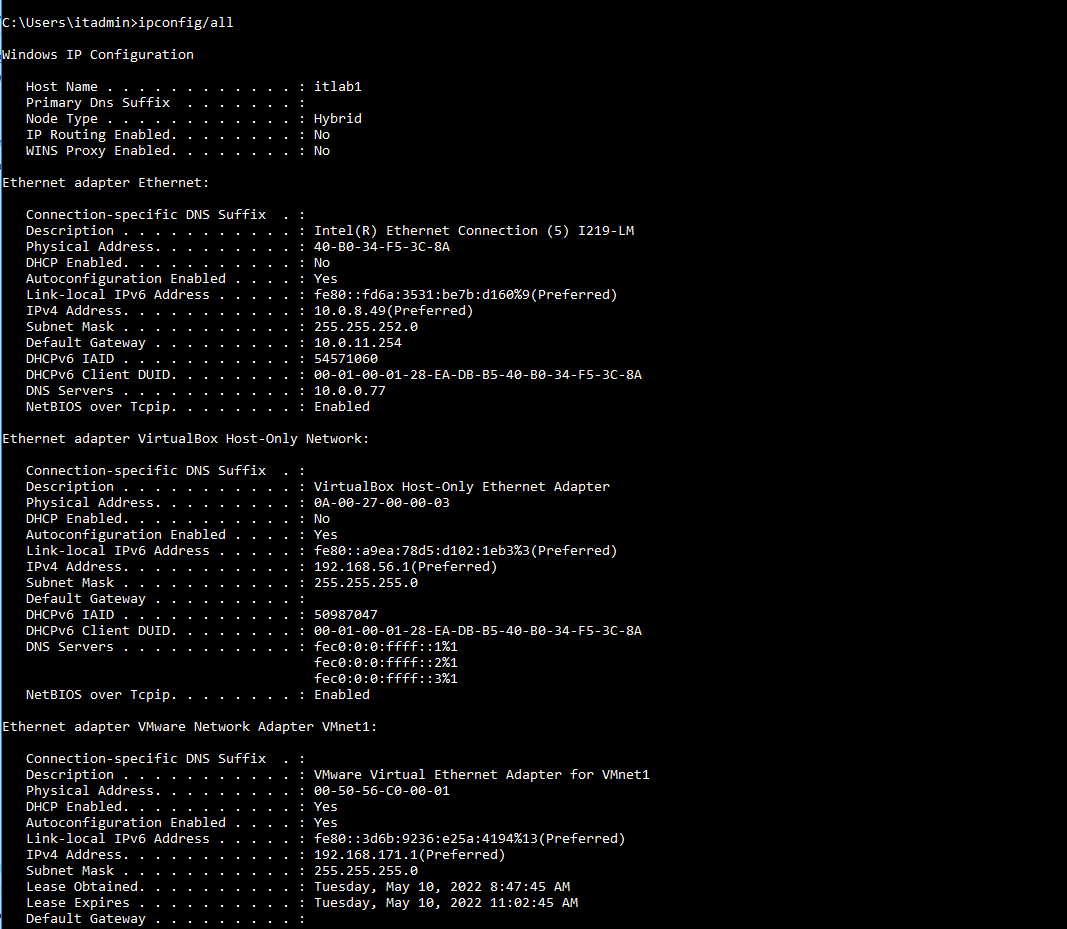 C:\Users\itadmin>ipconfig/all
Windows IP Configuration
Host Name . . . . . . . . . . . . : itlab1
Primary Dns Suffix  . . . . . . . :
Node Type . . . . . . . . . . . . : Hybrid
IP Routing Enabled. . . . . . . . : No
WINS Proxy Enabled. . . . . . . . : No
Ethernet adapter Ethernet:
Connection-specific DNS Suffix  . :
Description . . . . . . . . . . . : Intel(R) Ethernet Connection (5) I219-LM
Physical Address. . . . . . . . . : 40-B0-34-F5-3C-8A
DHCP Enabled. . . . . . . . . . . : No
Autoconfiguration Enabled . . . . : Yes
Link-local IPv6 Address . . . . . : fe80::fd6a:3531:be7b:d160%9(Preferred)
IPv4 Address. . . . . . . . . . . : 10.0.8.49(Preferred)
Subnet Mask . . . . . . . . . . . : 255.255.252.0
Default Gateway . . . . . . . . . : 10.0.11.254
DHCPv6 IAID . . . . . . . . . . . : 54571060
DHCPv6 Client DUID. . . . . . . . : 00-01-00-01-28-EA-DB-B5-40-B0-34-F5-3C-8A
DNS Servers . . . . . . . . . . . : 10.0.0.77
NetBIOS over Tcpip. . . . . . . . : Enabled
Ethernet adapter VirtualBox Host-Only Network:
Connection-specific DNS Suffix  . :
Description . . . . . . . . . . . : VirtualBox Host-Only Ethernet Adapter
Physical Address. . . . . . . . . : 0A-00-27-00-00-03
DHCP Enabled. . . . . . . . . . . : No
Autoconfiguration Enabled . . . . : Yes
Link-local IPv6 Address . . . . . : fe80::a9ea:78d5:d102:1eb3%3(Preferred)
IPv4 Address. . . . . . . . . . . : 192.168.56.1(Preferred)
Subnet Mask . . . . . . . . . . . : 255.255.255.0
Default Gateway . . . . . . . . . :
DHCPv6 IAID . . . . . . . . . . . : 50987047
DHCPv6 Client DUID. . . . . . . . : 00-01-00-01-28-EA-DB-B5-40-B0-34-F5-3C-8A
DNS Servers . . . . . . . . . . . : fec0:0:0:ffff::1%1
fec0:0:0:ffff::2%1
fec0:0:0:ffff::3%1
NetBIOS over Tcpip. . . . . . . . : Enabled
Ethernet adapter VMware Network Adapter VMnet1:
Connection-specific DNS Suffix  . :
Description . . . . . . . . . . . : VMware Virtual Ethernet Adapter for VMnet1
Physical Address. . . . . . . . . : 00-50-56-C0-00-01
DHCP Enabled. . . . . . . . . . . : Yes
Autoconfiguration Enabled . . . . : Yes
Link-local IPv6 Address . . . . . : fe80::3d6b:9236:e25a:4194%13(Preferred)
IPv4 Address. . . . . . . . . . . : 192.168.171.1(Preferred)
Subnet Mask . . . . . . . . . . . : 255.255.255.0
Lease Obtained. . . . . . . . . . : Tuesday, May 10, 2022 8:47:45 AM
Lease Expires . . . . . . . . . . : Tuesday, May 10, 2022 11:02:45 AM
Default Gateway . . . . . . . . . :